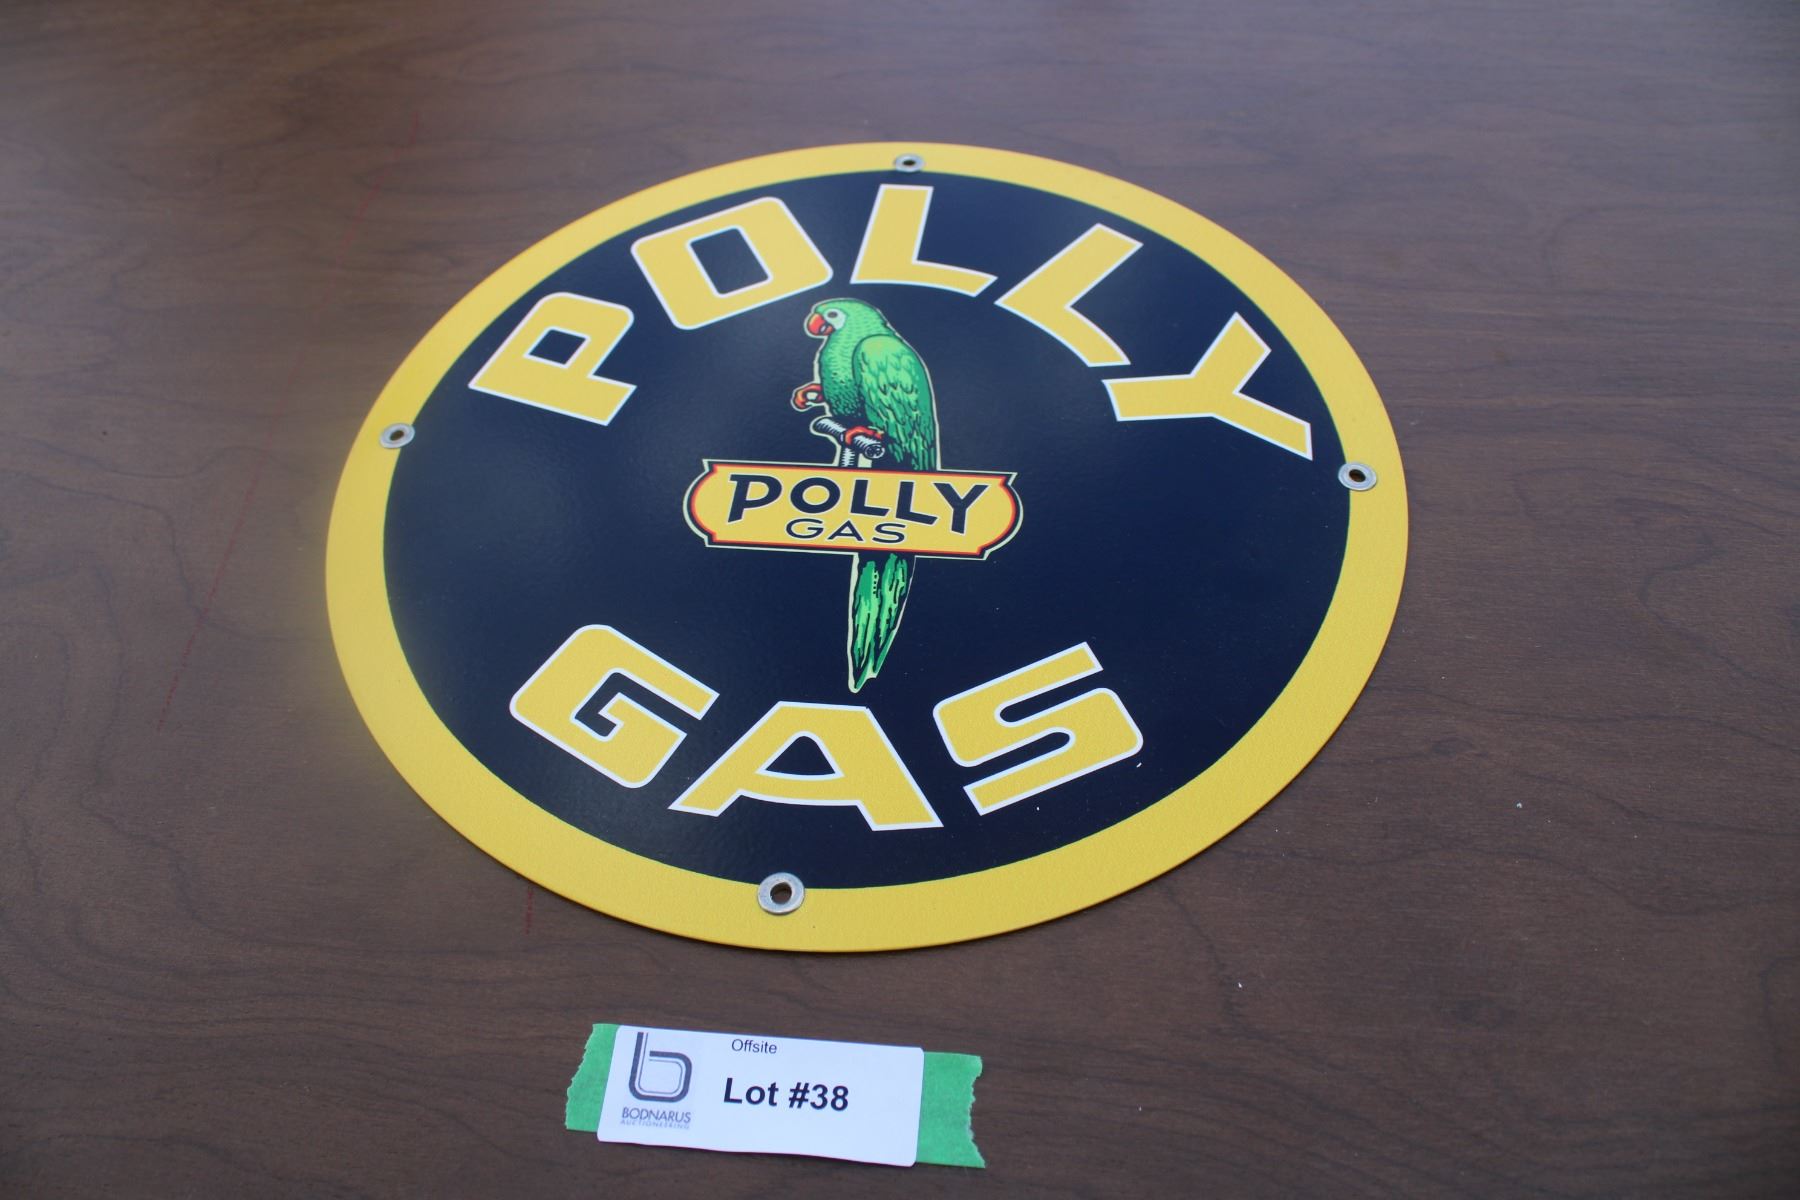 POLLY
POLLY
GAS
GAS
Offsite
Lot #38
BODNARUS
AUCTIONEERING